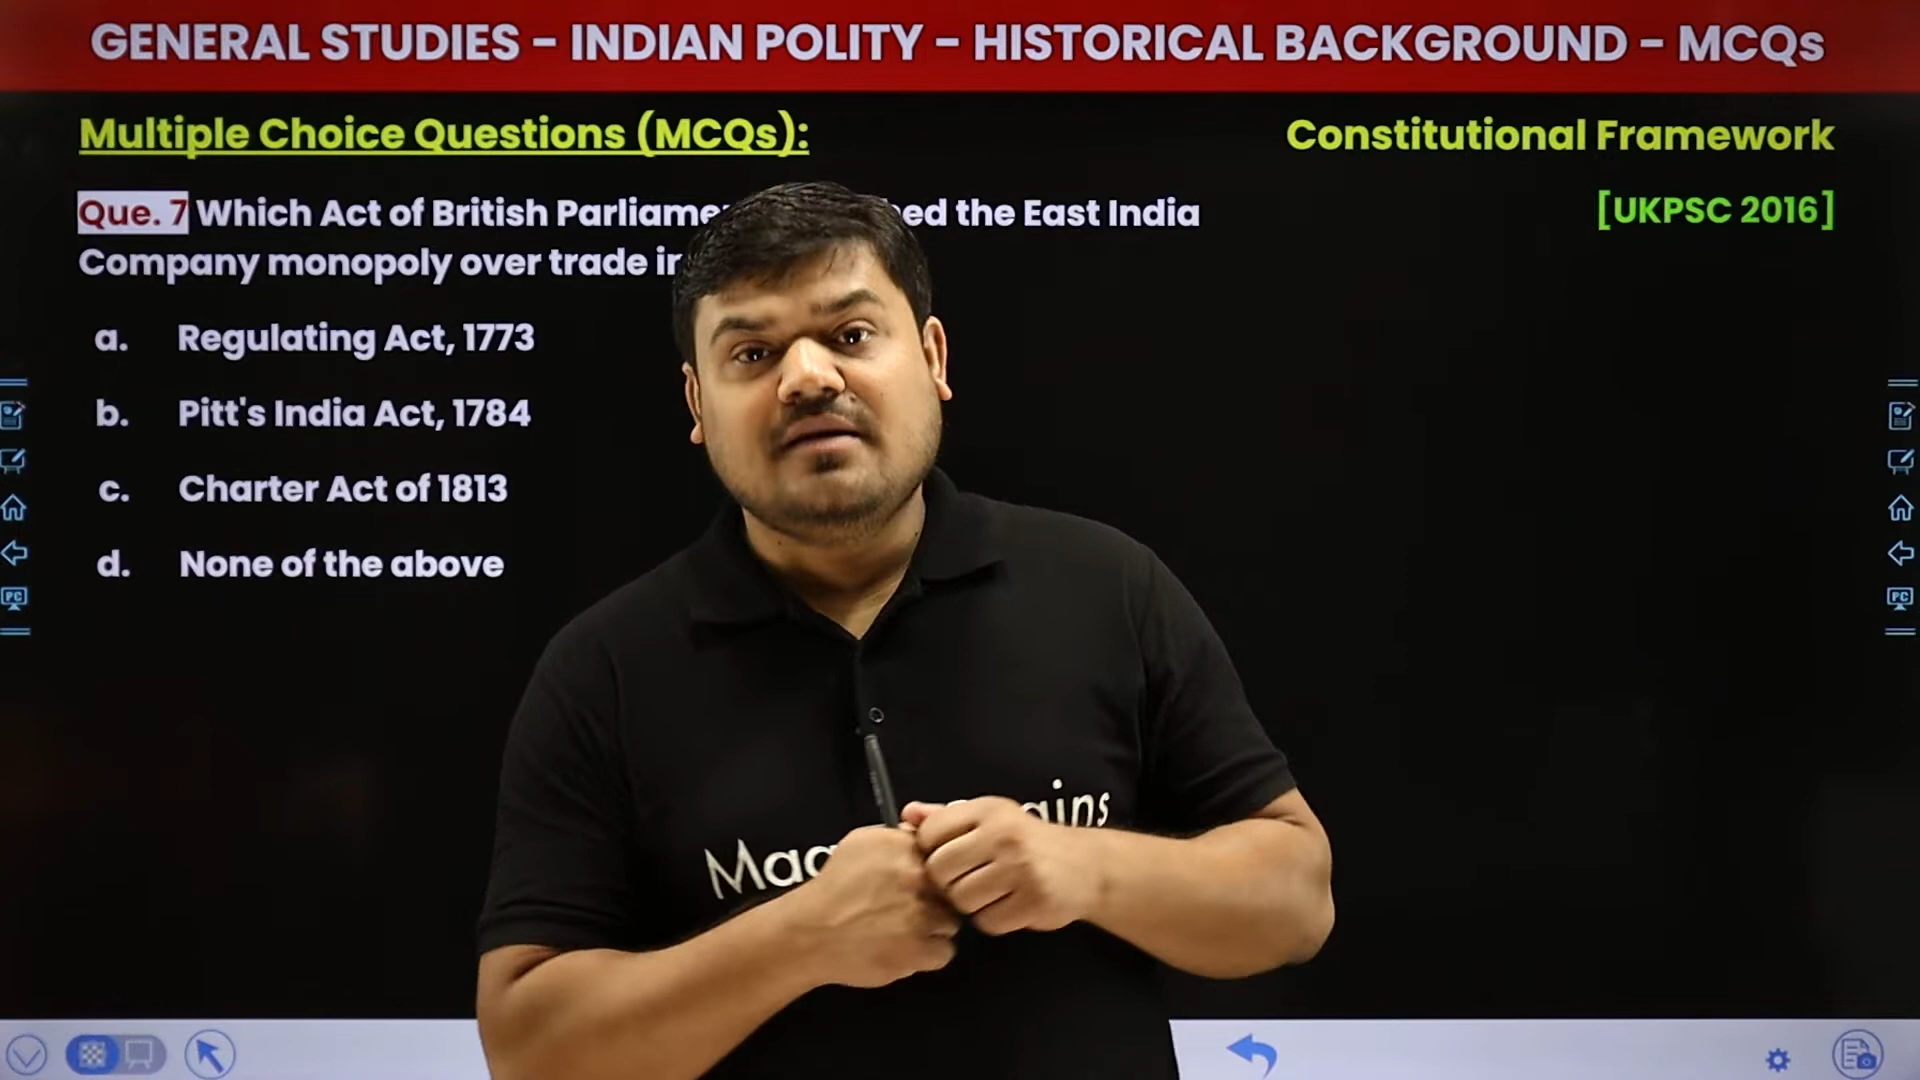 GENERAL STUDIES - INDIAN POLITY - HISTORICAL BACKGROUND - MCQs
Multiple Choice Questions (MCQs):
Constitutional Framework
Que. 7 Which Act of British the East India
[UKPSC 2016]
Company monopoly over trade
a. Regulating Act, 1773
b. Pitt's India Act, 1784
c. Charter Act of 1813
d. None of the above
PC
PC